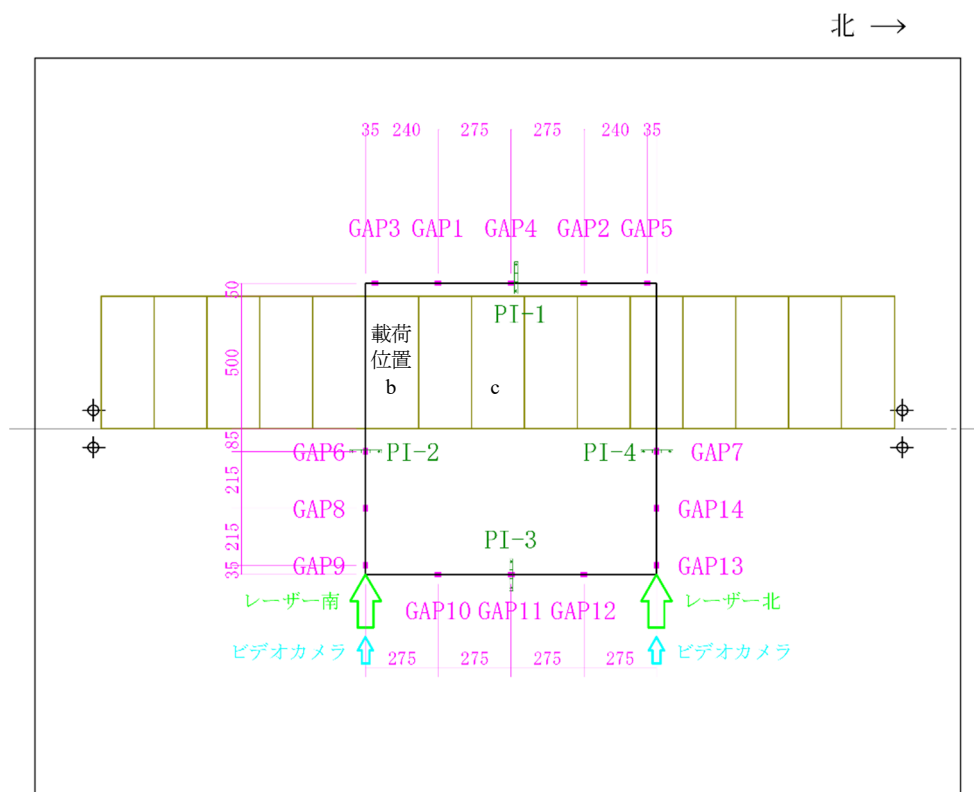 北
35 240 275 275 240 35
GAP3 GAP1 GAP4 GAP2 GAP5
50
PI-1
載荷
位置
500
b c
85
GAP6 PI-2 PI-4 GAP7
215
GAP8 GAP14
215
PI-3
35
GAP9 GAP13
レーザー南 GAP10 GAP11 GAP12 レーザー北
ビデオカメラ ビデオカメラ
275 275 275 275